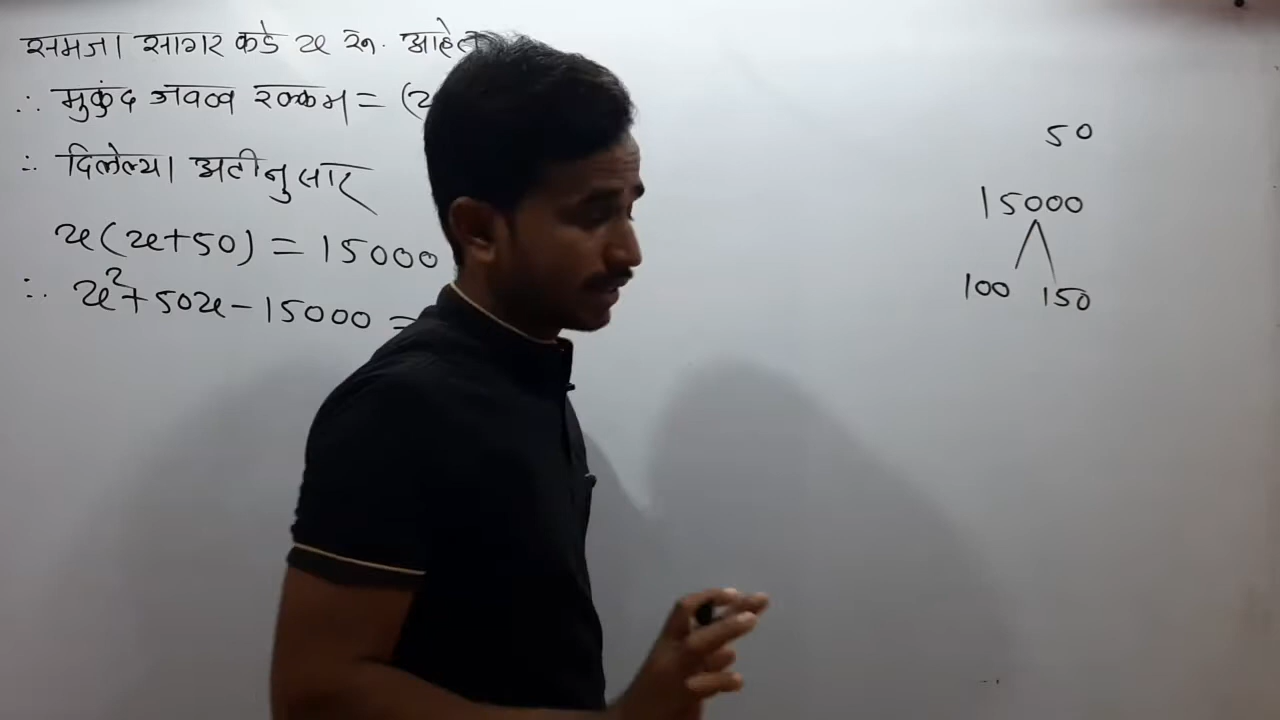 समजा सागर कडे x रू. आहेत
∴ मुकुंद जवळ रक्कम = (x
∴ दिलेल्या अटीनुसार
x(x+50) = 15000
∴ x²+50x-15000 =
50
15000
100 150